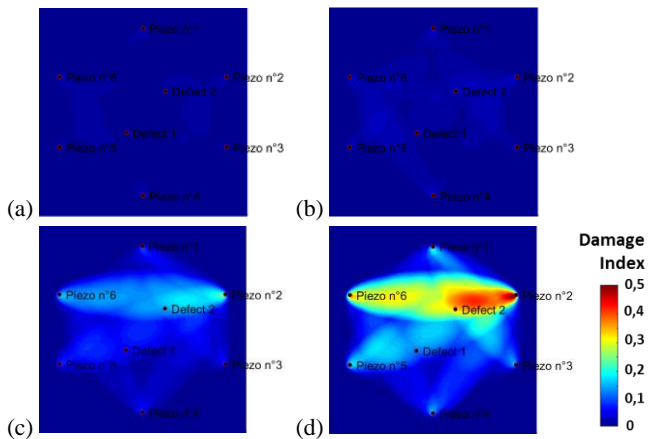 Piezo n°1
Piezo n°6
Piezo n°2
Defect 2
Defect 1
Piezo n°5
Piezo n°3
Piezo n°4
(a)
Piezo n°1
Piezo n°6
Piezo n°2
Defect 2
Defect 1
Piezo n°5
Piezo n°3
Piezo n°4
(b)
Piezo n°1
Piezo n°6
Piezo n°2
Defect 2
Defect 1
Piezo n°5
Piezo n°3
Piezo n°4
(c)
Piezo n°1
Piezo n°6
Piezo n°2
Defect 2
Defect 1
Piezo n°5
Piezo n°3
Piezo n°4
(d)
Damage
Index
0,5
0,4
0,3
0,2
0,1
0